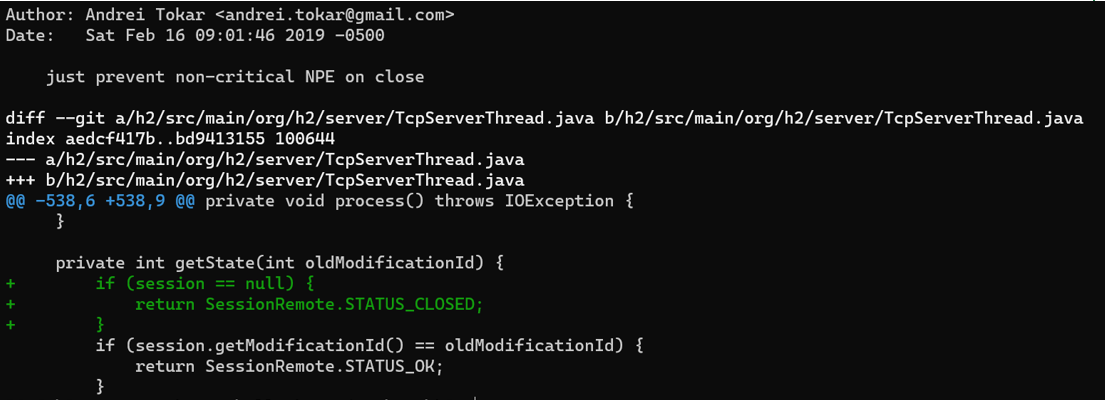 Author: Andrei Tokar <andrei.tokar@gmail.com>
Date:   Sat Feb 16 09:01:46 2019 -0500

    just prevent non-critical NPE on close

diff --git a/h2/src/main/org/h2/server/TcpServerThread.java b/h2/src/main/org/h2/server/TcpServerThread.java
index aedcf417b..bd9413155 100644
--- a/h2/src/main/org/h2/server/TcpServerThread.java
+++ b/h2/src/main/org/h2/server/TcpServerThread.java
@@ -538,6 +538,9 @@ private void process() throws IOException {
     }

     private int getState(int oldModificationId) {
+        if (session == null) {
+            return SessionRemote.STATUS_CLOSED;
+        }
         if (session.getModificationId() == oldModificationId) {
             return SessionRemote.STATUS_OK;
         }